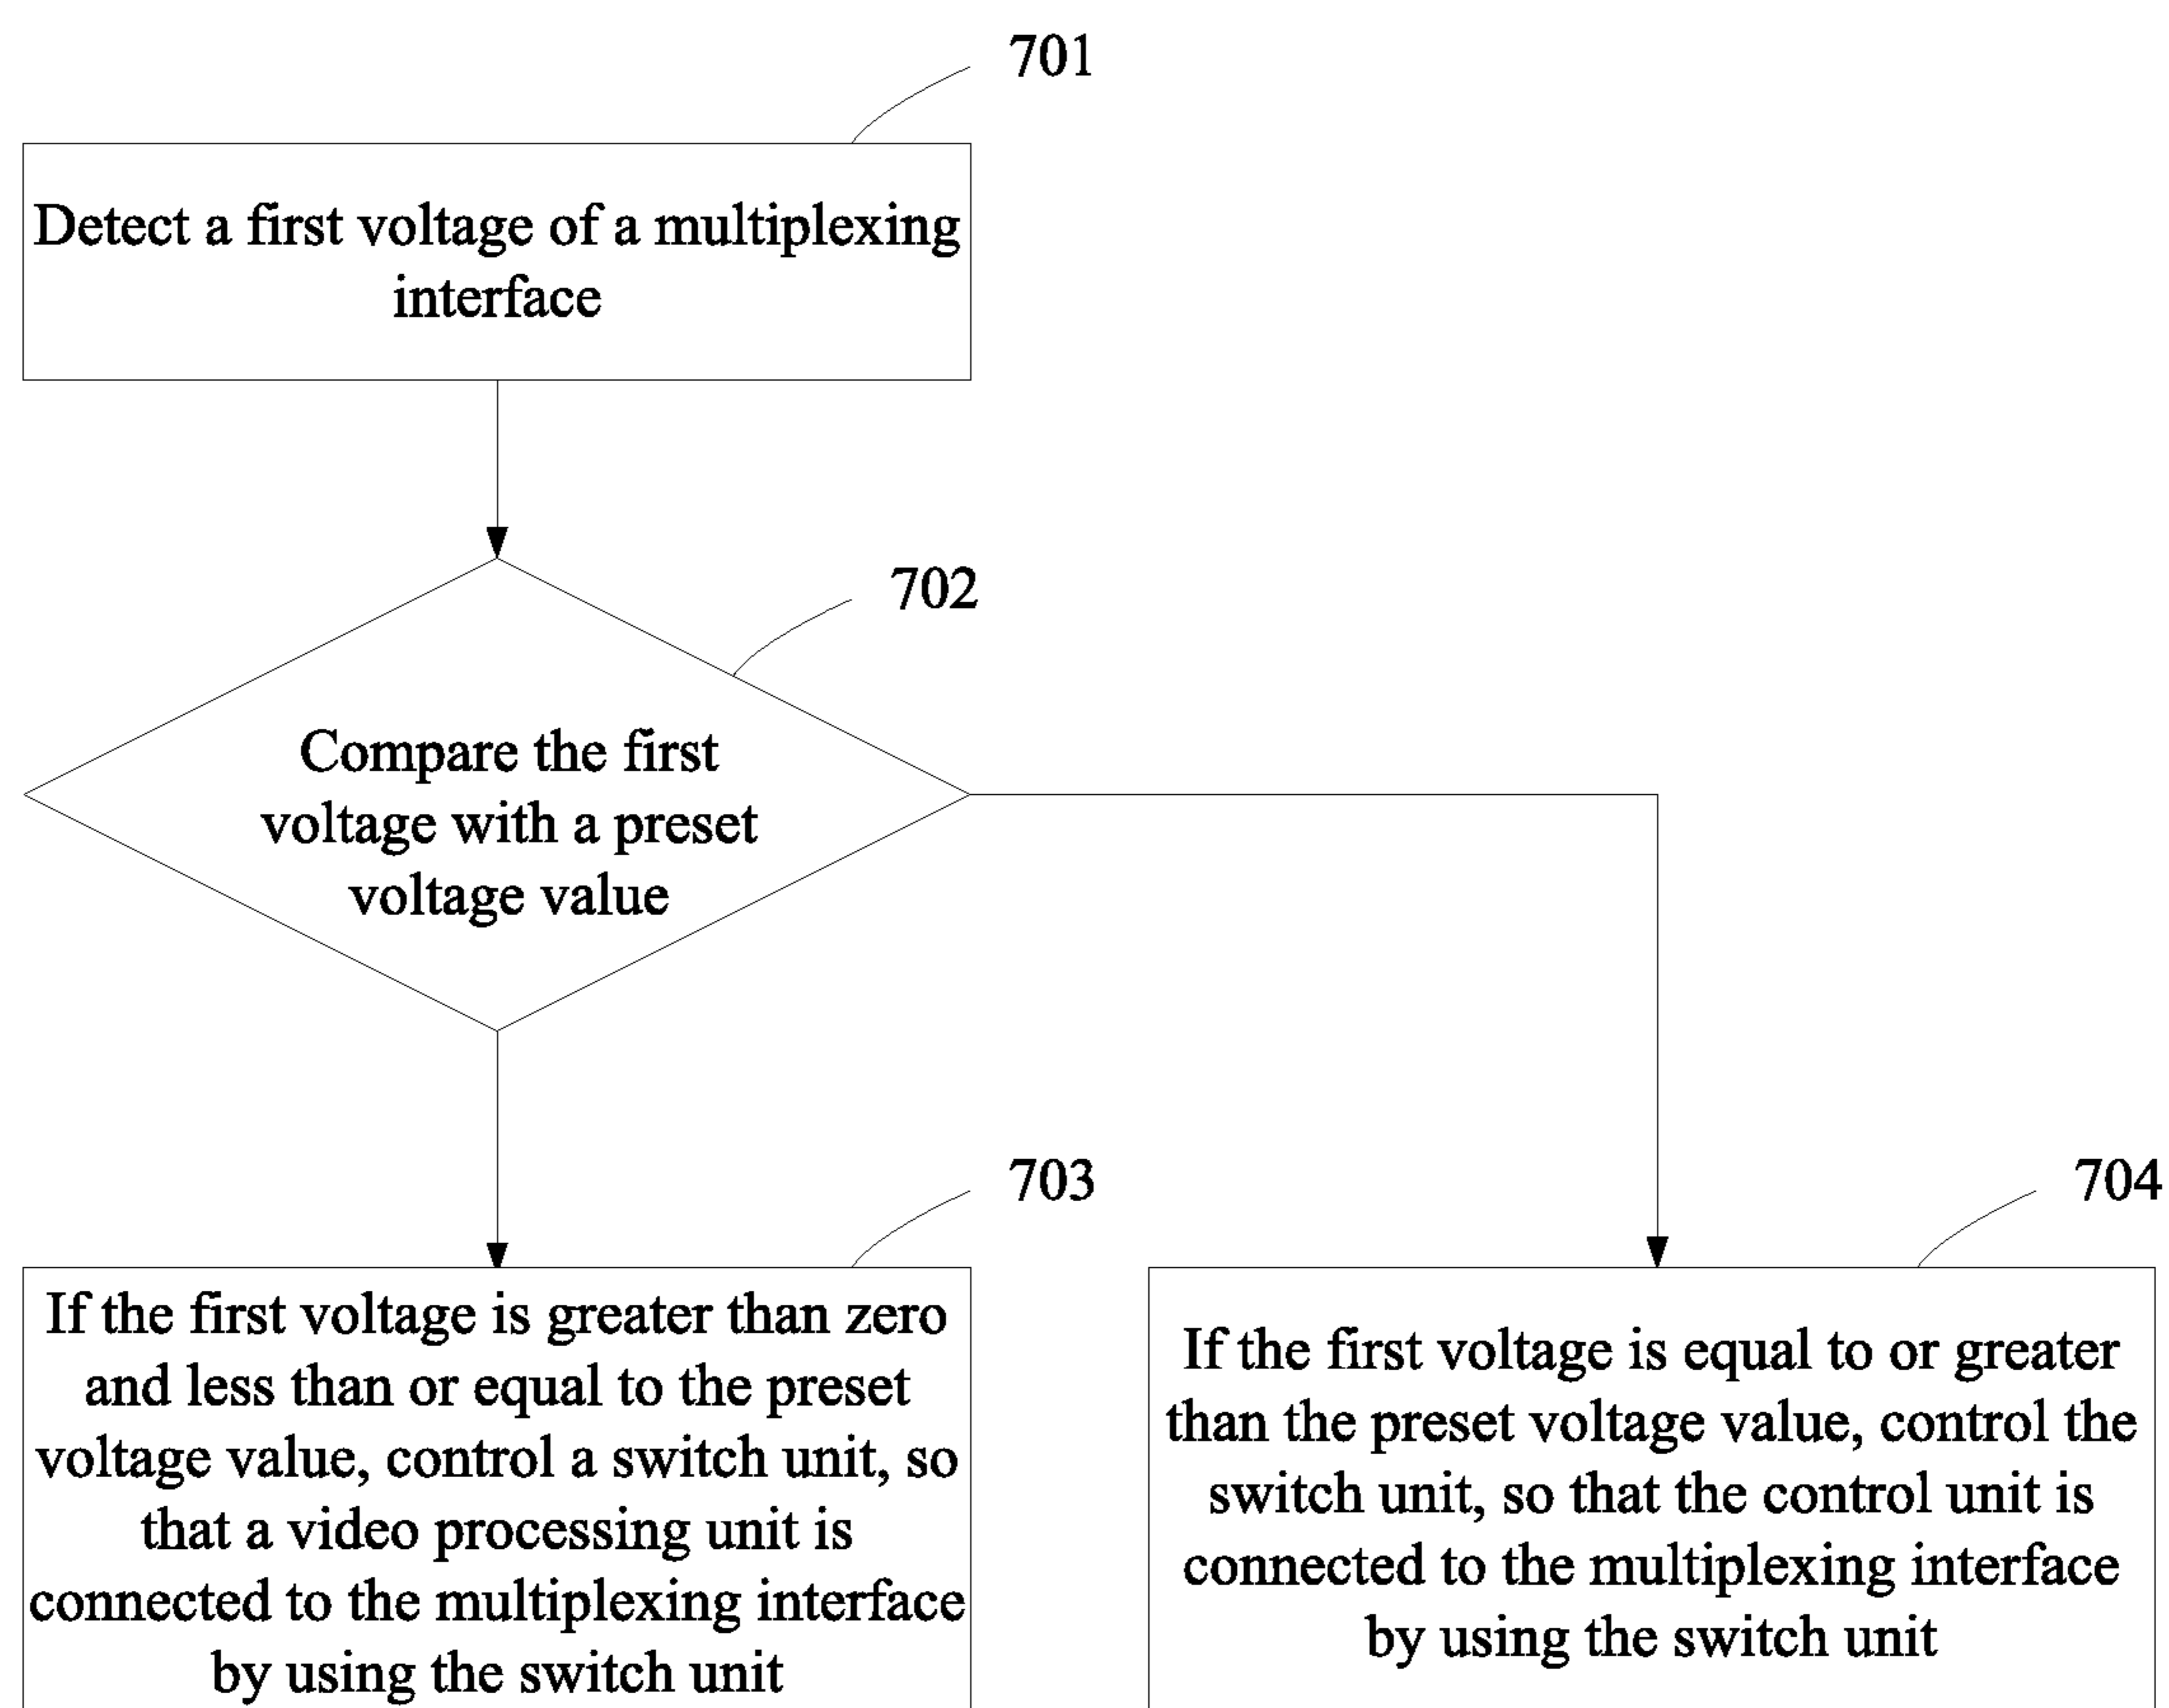 701
Detect a first voltage of a multiplexing
interface
702
Compare the first
voltage with a preset
voltage value
703
If the first voltage is greater than zero
and less than or equal to the preset
voltage value, control a switch unit, so
that a video processing unit is
connected to the multiplexing interface
by using the switch unit
704
If the first voltage is equal to or greater
than the preset voltage value, control the
switch unit, so that the control unit is
connected to the multiplexing interface
by using the switch unit